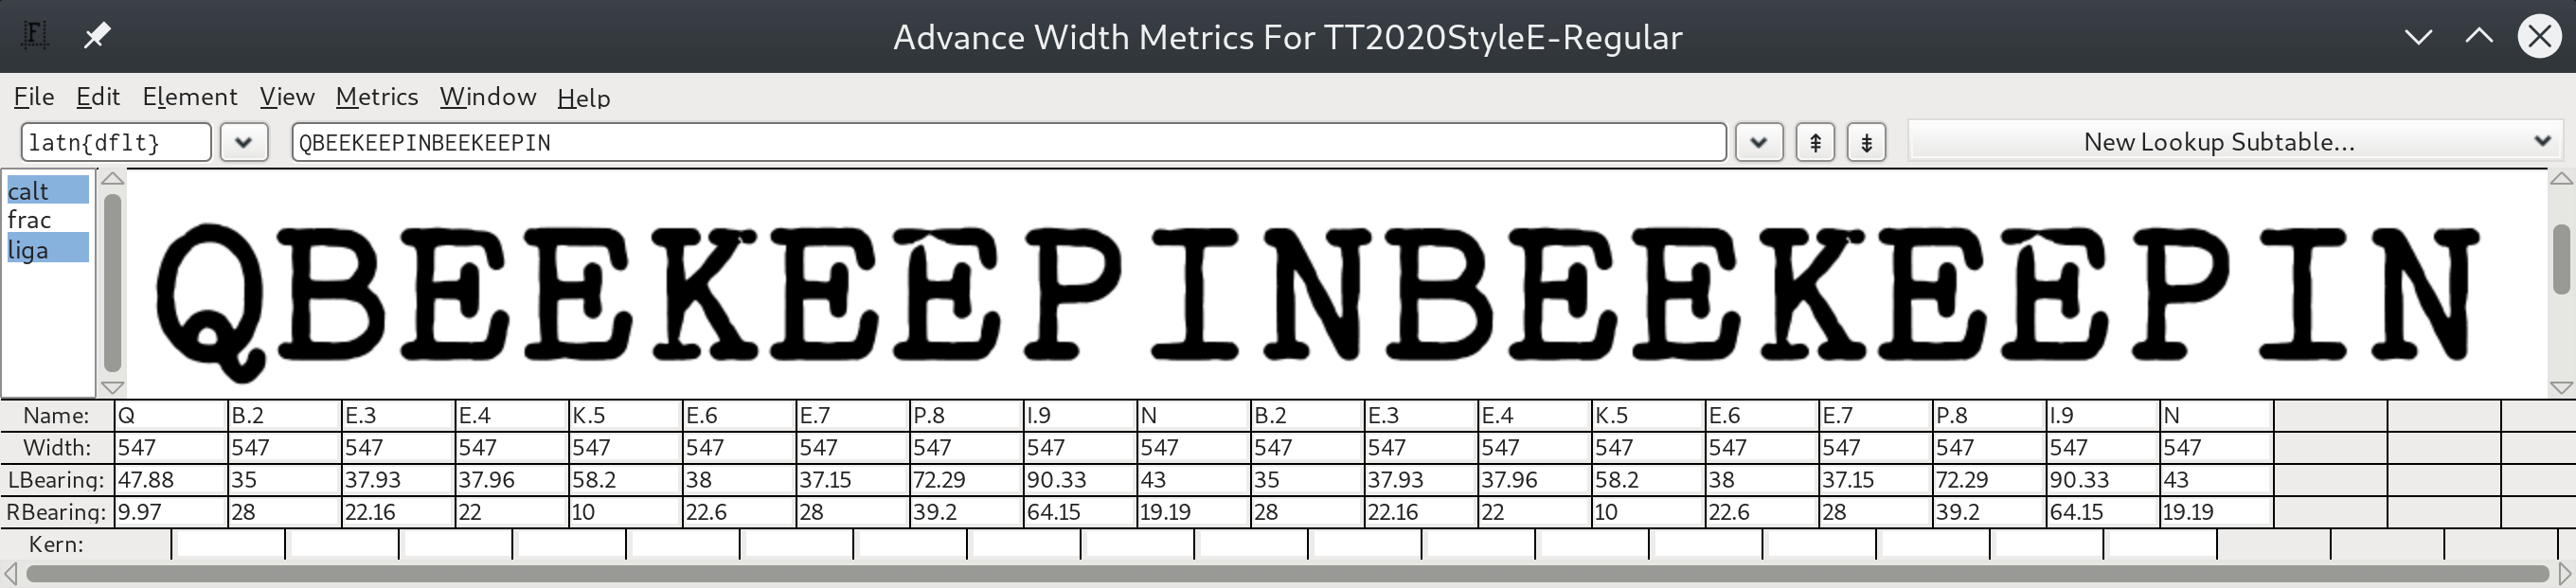 Advance Width Metrics For TT2020StyleE-Regular
File Edit Element View Metrics Window Help
latn{dflt} QBEEKEEPINBEEKEEPIN New Lookup Subtable...
calt
frac
liga
QBEEKEEPINBEEKEEPIN
Name: Q B.2 E.3 E.4 K.5 E.6 E.7 P.8 I.9 N B.2 E.3 E.4 K.5 E.6 E.7 P.8 I.9 N
Width: 547 547 547 547 547 547 547 547 547 547 547 547 547 547 547 547 547 547 547
LBearing: 47.88 35 37.93 37.96 58.2 38 37.15 72.29 90.33 43 35 37.93 37.96 58.2 38 37.15 72.29 90.33 43
RBearing: 9.97 28 22.16 22 10 22.6 28 39.2 64.15 19.19 28 22.16 22 10 22.6 28 39.2 64.15 19.19
Kern: